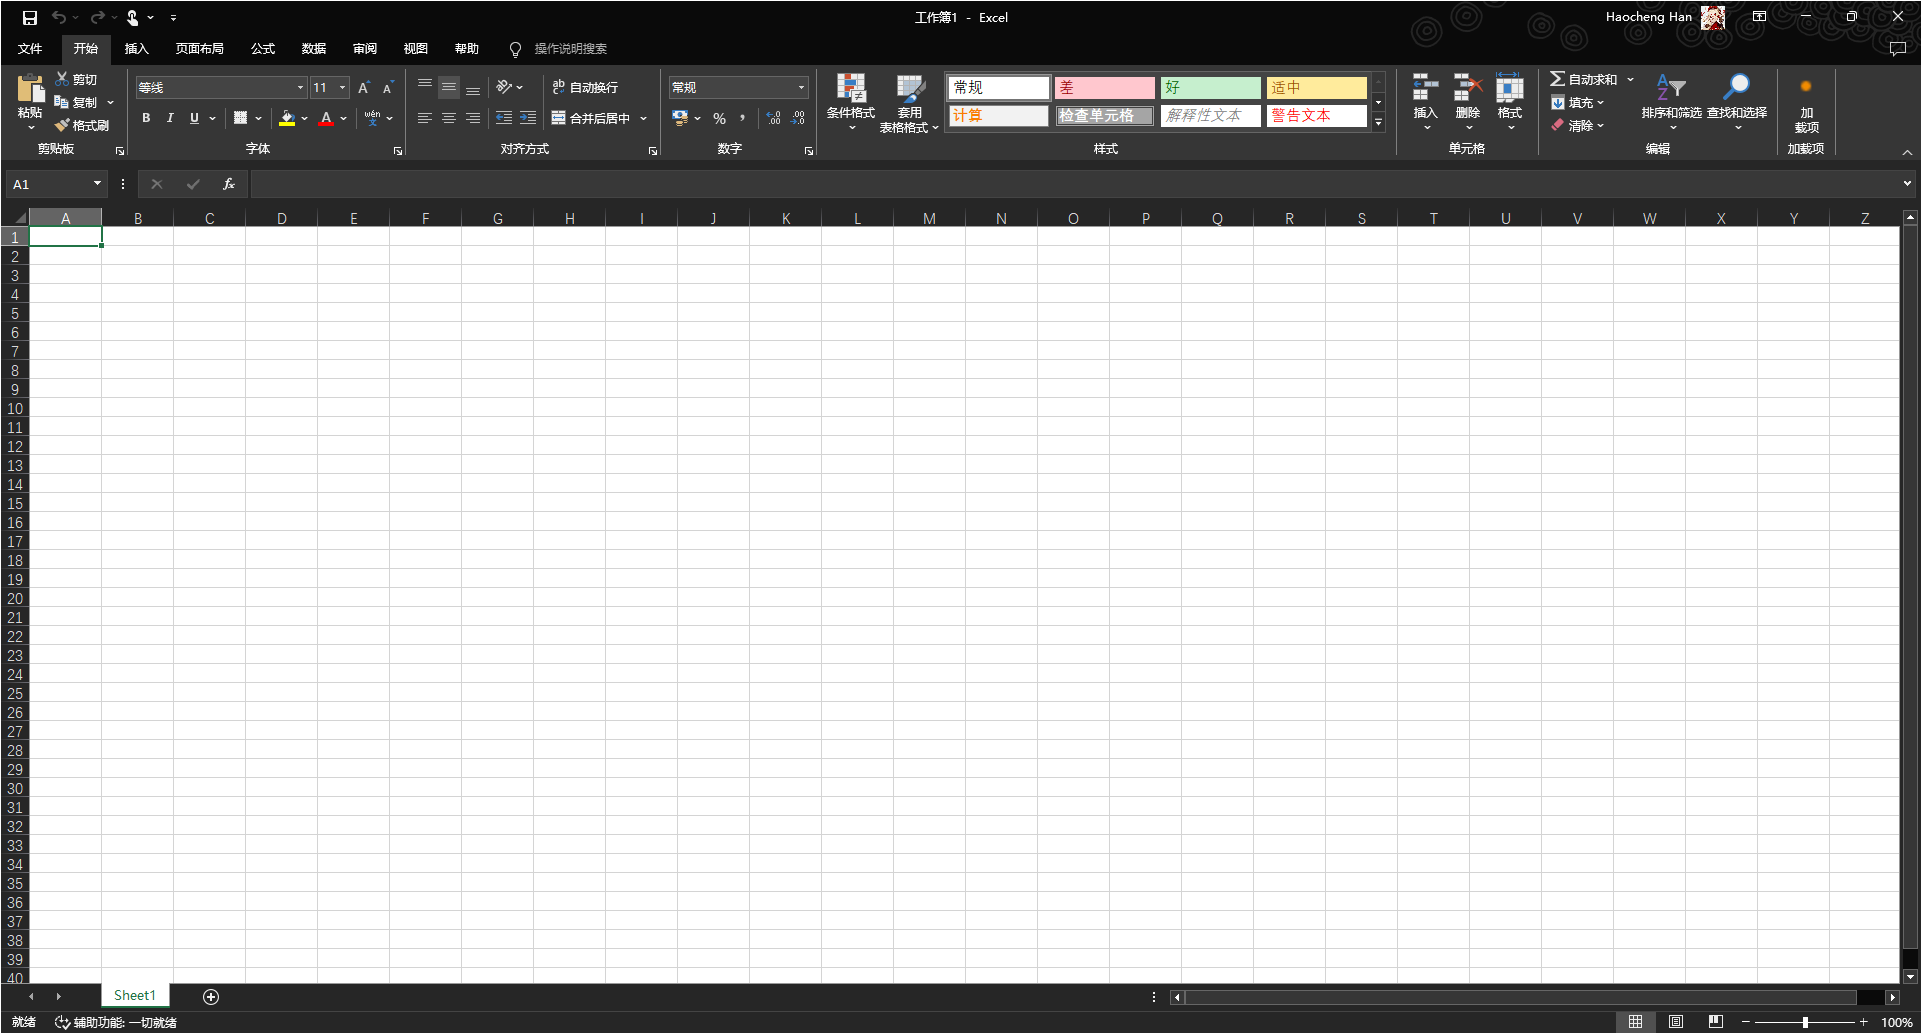 工作簿1 - Excel
Haocheng Han
文件 开始 插入 页面布局 公式 数据 审阅 视图 帮助 操作说明搜索
粘贴 剪切 复制 格式刷
剪贴板
等线 11 A A
B I U A wén 文
字体
ab 自动换行
合并后居中
对齐方式
常规
% , .00 .0
数字
条件格式 套用
表格格式
常规 差 好 适中
计算 检查单元格 解释性文本 警告文本
样式
插入 删除 格式
单元格
自动求和
填充
清除
排序和筛选 查找和选择
编辑
加
载项
加载项
A1 fx
A B C D E F G H I J K L M N O P Q R S T U V W X Y Z
1
2
3
4
5
6
7
8
9
10
11
12
13
14
15
16
17
18
19
20
21
22
23
24
25
26
27
28
29
30
31
32
33
34
35
36
37
38
39
40
Sheet1
就绪 辅助功能: 一切就绪 100%